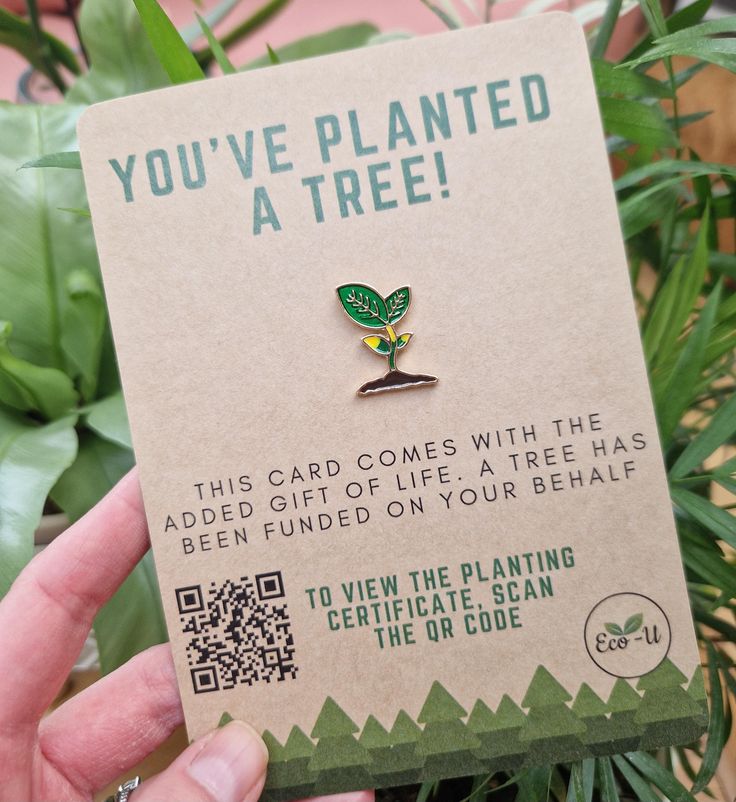 YOU'VE PLANTED
A TREE!
THIS CARD COMES WITH THE
ADDED GIFT OF LIFE. A TREE HAS
BEEN FUNDED ON YOUR BEHALF
TO VIEW THE PLANTING
CERTIFICATE, SCAN
THE QR CODE
Eco-U